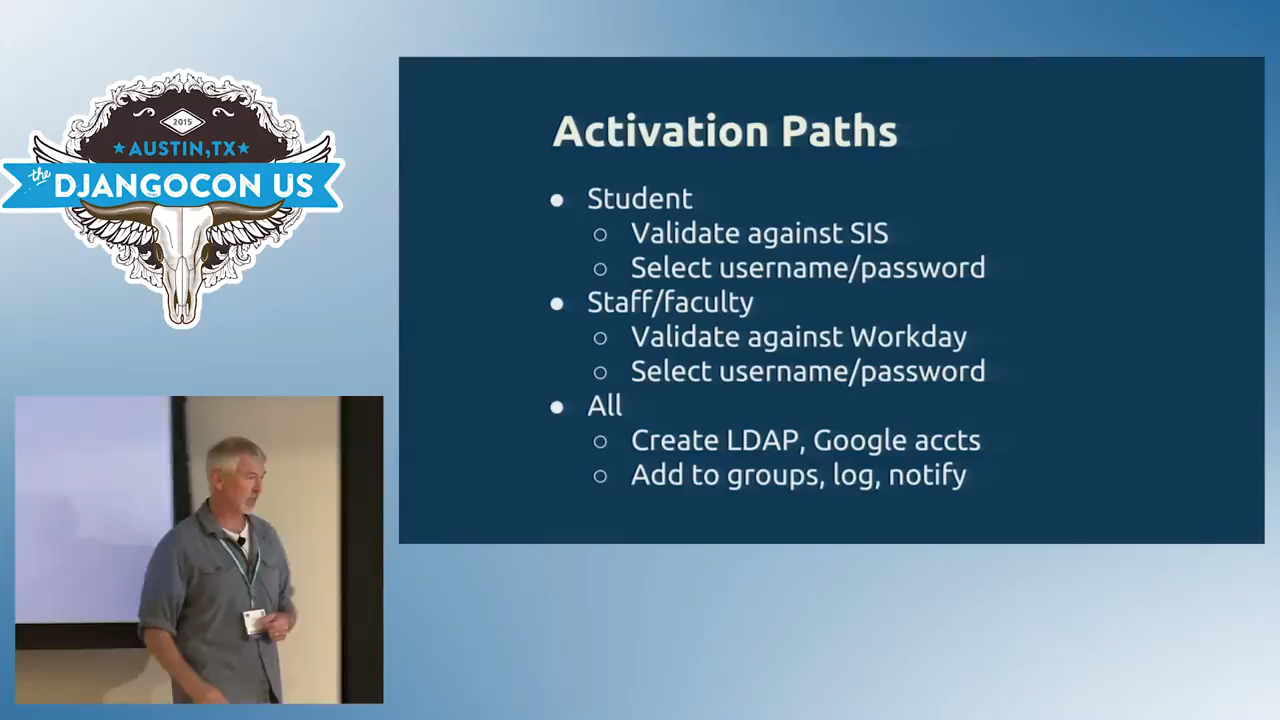 2015
★AUSTIN,TX★
the
DJANGOCON US
Activation Paths
● Student
○ Validate against SIS
○ Select username/password
● Staff/faculty
○ Validate against Workday
○ Select username/password
● All
○ Create LDAP, Google accts
○ Add to groups, log, notify